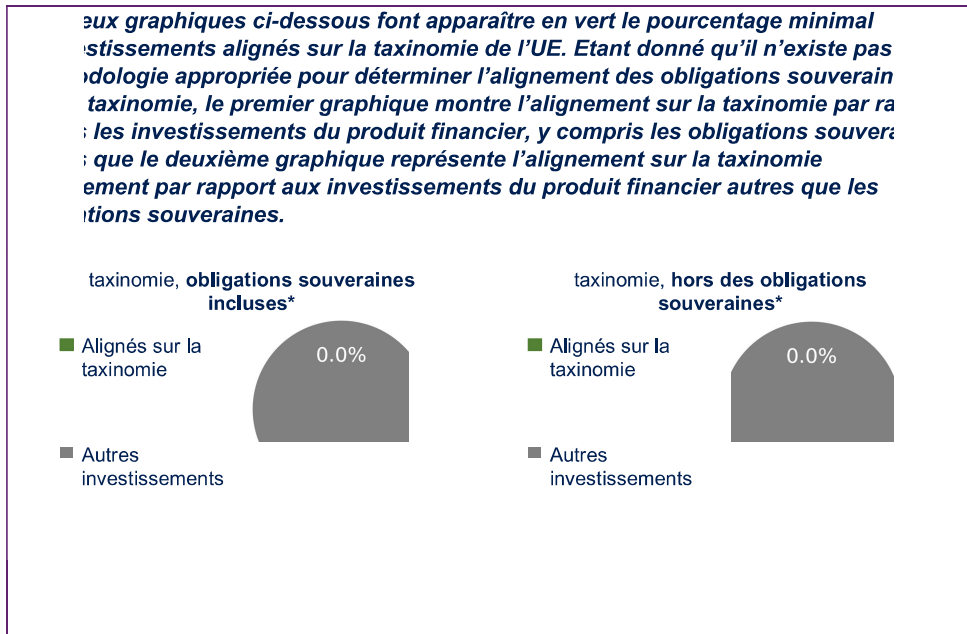 eux graphiques ci-dessous font apparaître en vert le pourcentage minimal
estissements alignés sur la taxinomie de l'UE. Etant donné qu'il n'existe pas
odologie appropriée pour déterminer l'alignement des obligations souverain
taxinomie, le premier graphique montre l'alignement sur la taxinomie par ra
les investissements du produit financier, y compris les obligations souvera
que le deuxième graphique représente l'alignement sur la taxinomie
ement par rapport aux investissements du produit financier autres que les
ations souveraines.
taxinomie, obligations souveraines
incluses*
Alignés sur la
taxinomie
0.0%
Autres
investissements
taxinomie, hors des obligations
souveraines*
Alignés sur la
taxinomie
0.0%
Autres
investissements